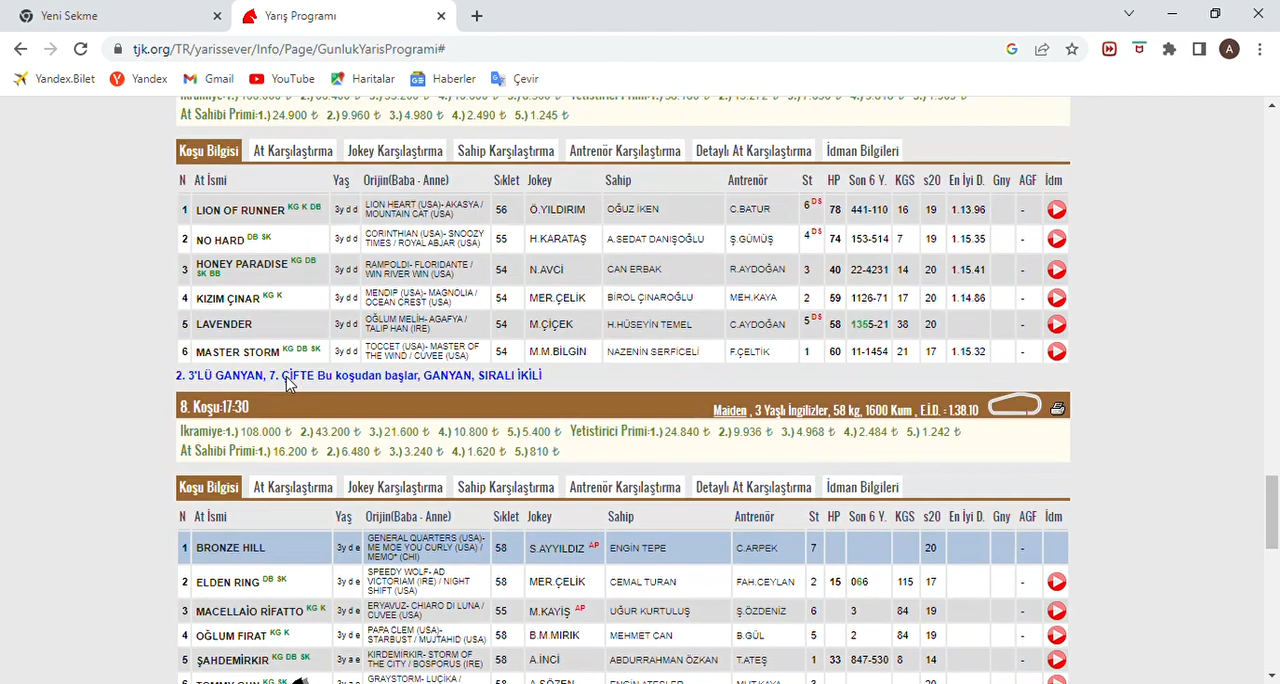 Yeni Sekme
Yarış Programı
tjk.org/TR/yarissever/Info/Page/GunlukYarisProgrami#
A
Yandex.Bilet Yandex Gmail YouTube Haritalar Haberler Çevir
At Sahibi Primi:1.) 24.900 ₺ 2.) 9.960 ₺ 3.) 4.980 ₺ 4.) 2.490 ₺ 5.) 1.245 ₺
Koşu Bilgisi At Karşılaştırma Jokey Karşılaştırma Sahip Karşılaştırma Antrenör Karşılaştırma Detaylı At Karşılaştırma İdman Bilgileri
N At İsmi Yaş Orijin(Baba - Anne) Sıklet Jokey Sahip Antrenör St HP Son 6 Y. KGS s20 En İyi D. Gny AGF İdm
1 LION OF RUNNER KG K DB 3y d d LION HEART (USA)- AKASYA / MOUNTAIN CAT (USA) 56 Ö.YILDIRIM OĞUZ İKEN C.BATUR 6 DS 78 441-110 16 19 1.13.96 -
2 NO HARD DB SK 3y d d CORINTHIAN (USA)- SNOOZY TIMES / ROYAL ABJAR (USA) 55 H.KARATAŞ A.SEDAT DANIŞOĞLU Ş.GÜMÜŞ 4 DS 74 153-514 7 19 1.15.35 -
3 HONEY PARADISE KG DB SK BB 3y d d RAMPOLDI- FLORIDANTE / WIN RIVER WIN (USA) 54 N.AVCİ CAN ERBAK R.AYDOĞAN 3 40 22-4231 14 20 1.15.41 -
4 KIZIM ÇINAR KG K 3y d d MENDIP (USA)- MAGNOLIA / OCEAN CREST (USA) 54 MER.ÇELİK BİROL ÇINAROĞLU MEH.KAYA 2 59 1126-71 17 20 1.14.86 -
5 LAVENDER 3y d d OĞLUM MELİH- AGAFYA / TALIP HAN (IRE) 54 M.ÇİÇEK H.HÜSEYİN TEMEL C.AYDOĞAN 5 DS 58 1355-21 38 20 -
6 MASTER STORM KG DB SK 3y d d TOCCET (USA)- MASTER OF THE WIND / CUVEE (USA) 54 M.M.BİLGİN NAZENİN SERFİCELİ F.ÇELTİK 1 60 11-1454 21 17 1.15.32 -
2. 3'LÜ GANYAN, 7. ÇİFTE Bu koşudan başlar, GANYAN, SIRALI İKİLİ
8. Koşu:17:30 Maiden , 3 Yaşlı İngilizler, 58 kg, 1600 Kum , E.İ.D. : 1.38.10
İkramiye:1.) 108.000 ₺ 2.) 43.200 ₺ 3.) 21.600 ₺ 4.) 10.800 ₺ 5.) 5.400 ₺ Yetistirici Primi:1.) 24.840 ₺ 2.) 9.936 ₺ 3.) 4.968 ₺ 4.) 2.484 ₺ 5.) 1.242 ₺
At Sahibi Primi:1.) 16.200 ₺ 2.) 6.480 ₺ 3.) 3.240 ₺ 4.) 1.620 ₺ 5.) 810 ₺
Koşu Bilgisi At Karşılaştırma Jokey Karşılaştırma Sahip Karşılaştırma Antrenör Karşılaştırma Detaylı At Karşılaştırma İdman Bilgileri
N At İsmi Yaş Orijin(Baba - Anne) Sıklet Jokey Sahip Antrenör St HP Son 6 Y. KGS s20 En İyi D. Gny AGF İdm
1 BRONZE HILL 3y d e GENERAL QUARTERS (USA)- ME MOE YOU CURLY (USA) / MEMO* (CHI) 58 S.AYYILDIZ AP ENGİN TEPE C.ARPEK 7 20 -
2 ELDEN RING DB SK 3y d e SPEEDY WOLF- AD VICTORIAM (IRE) / NIGHT SHIFT (USA) 58 MER.ÇELİK CEMAL TURAN FAH.CEYLAN 2 15 066 115 17 -
3 MACELLAİO RİFATTO KG K 3y d e ERYAVUZ- CHIARO DI LUNA / CUVEE (USA) 55 M.KAYİŞ AP UĞUR KURTULUŞ Ş.ÖZDENİZ 6 3 84 19 -
4 OĞLUM FIRAT KG K 3y d e PAPA CLEM (USA)- STARBUST / MUJTAHID (USA) 58 B.M.MIRIK MEHMET CAN B.GÜL 5 2 84 19 -
5 ŞAHDEMİRKIR KG DB SK 3y a e KIRDEMIRKIR- STORM OF THE CITY / BOSPORUS (IRE) 58 A.İNCİ ABDURRAHMAN ÖZKAN T.ATEŞ 1 33 847-530 8 14 -
GRAYSTORM- LUÇİKA /